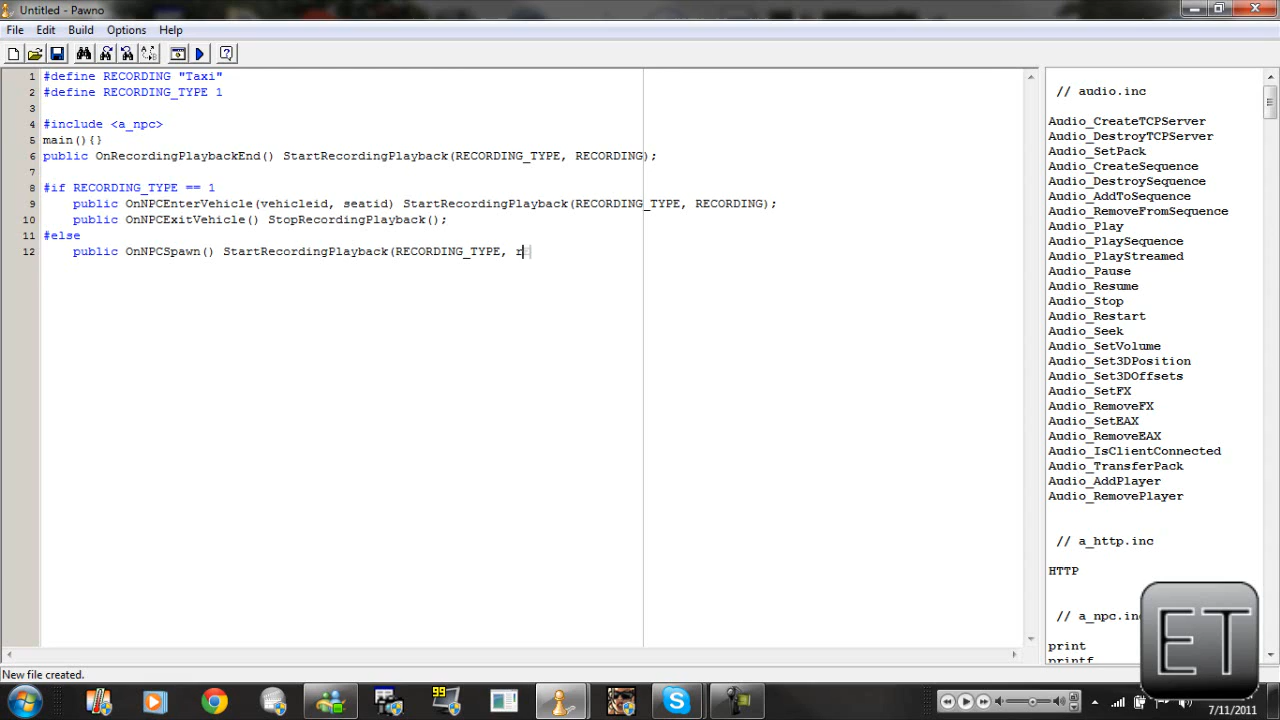 Untitled - Pawno
File Edit Build Options Help
1 #define RECORDING "Taxi"
2 #define RECORDING_TYPE 1
3
4 #include <a_npc>
5 main(){}
6 public OnRecordingPlaybackEnd() StartRecordingPlayback(RECORDING_TYPE, RECORDING);
7
8 #if RECORDING_TYPE == 1
9 public OnNPCEnterVehicle(vehicleid, seatid) StartRecordingPlayback(RECORDING_TYPE, RECORDING);
10 public OnNPCExitVehicle() StopRecordingPlayback();
11 #else
12 public OnNPCSpawn() StartRecordingPlayback(RECORDING_TYPE, r
// audio.inc
Audio_CreateTCPServer
Audio_DestroyTCPServer
Audio_SetPack
Audio_CreateSequence
Audio_DestroySequence
Audio_AddToSequence
Audio_RemoveFromSequence
Audio_Play
Audio_PlaySequence
Audio_PlayStreamed
Audio_Pause
Audio_Resume
Audio_Stop
Audio_Restart
Audio_Seek
Audio_SetVolume
Audio_Set3DPosition
Audio_Set3DOffsets
Audio_SetFX
Audio_RemoveFX
Audio_SetEAX
Audio_RemoveEAX
Audio_IsClientConnected
Audio_TransferPack
Audio_AddPlayer
Audio_RemovePlayer
// a_http.inc
HTTP
// a_npc.inc
print
printf
ET
New file created.
99
7/11/2011